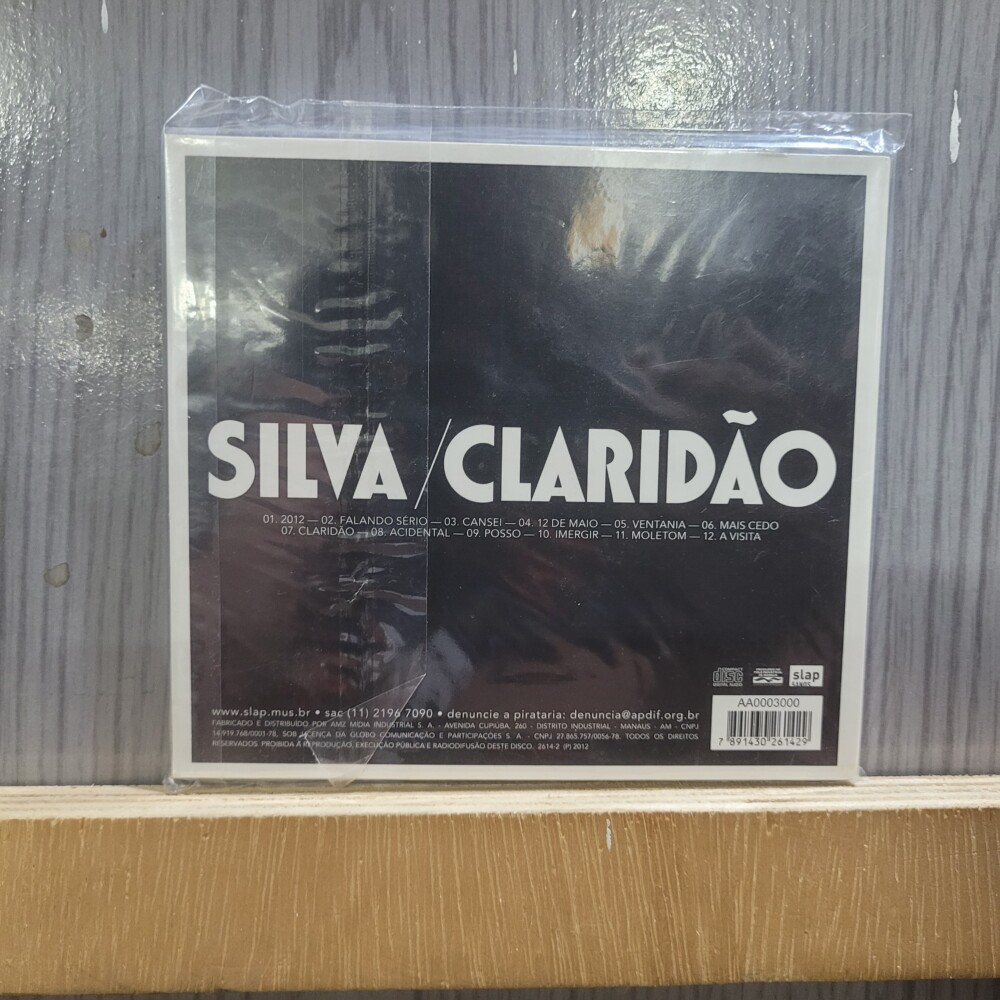 SILVA / CLARIDÃO
01. 2012 — 02. FALANDO SÉRIO — 03. CANSEI — 04. 12 DE MAIO — 05. VENTANIA — 06. MAIS CEDO
07. CLARIDÃO — 08. ACIDENTAL — 09. POSSO — 10. IMERGIR — 11. MOLETOM — 12. A VISITA
disc
slap
AA0003000
www.slap.mus.br • sac (11) 2196 7090 • denuncie a pirataria: denuncia@apdif.org.br
FABRICADO E DISTRIBUÍDO POR AMZ MÍDIA INDUSTRIAL S. A. - AVENIDA CUPIÚBA, 260 - DISTRITO INDUSTRIAL - MANAUS - AM - CNPJ
14.919.768/0001-78, SOB LICENÇA DA GLOBO COMUNICAÇÃO E PARTICIPAÇÕES S. A. - CNPJ 27.865.757/0056-78. TODOS OS DIREITOS
RESERVADOS. PROIBIDA A REPRODUÇÃO, EXECUÇÃO PÚBLICA E RADIODIFUSÃO DESTE DISCO. 2614-2 (P) 2012
7 891430 261429